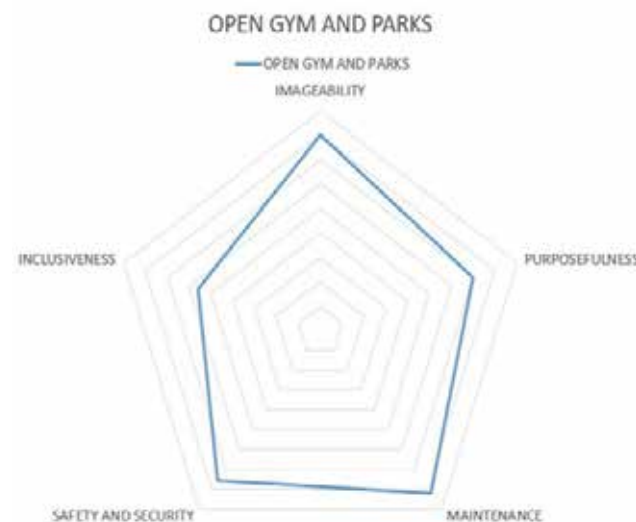 OPEN GYM AND PARKS
OPEN GYM AND PARKS
IMAGEABILITY
INCLUSIVENESS
PURPOSEFULNESS
SAFETY AND SECURITY
MAINTENANCE